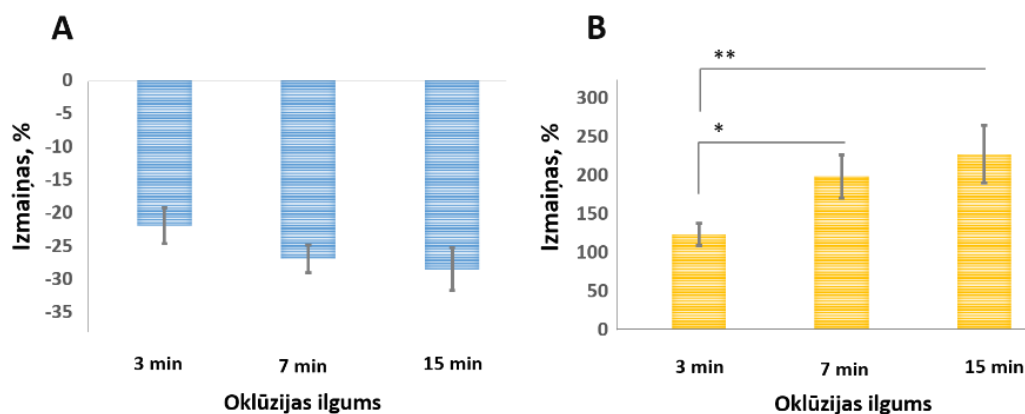 A
Izmaiņas, %
0
-5
-10
-15
-20
-25
-30
-35
3 min
7 min
15 min
Oklūzijas ilgums
B
**
*
Izmaiņas, %
300
250
200
150
100
50
0
3 min
7 min
15 min
Oklūzijas ilgums